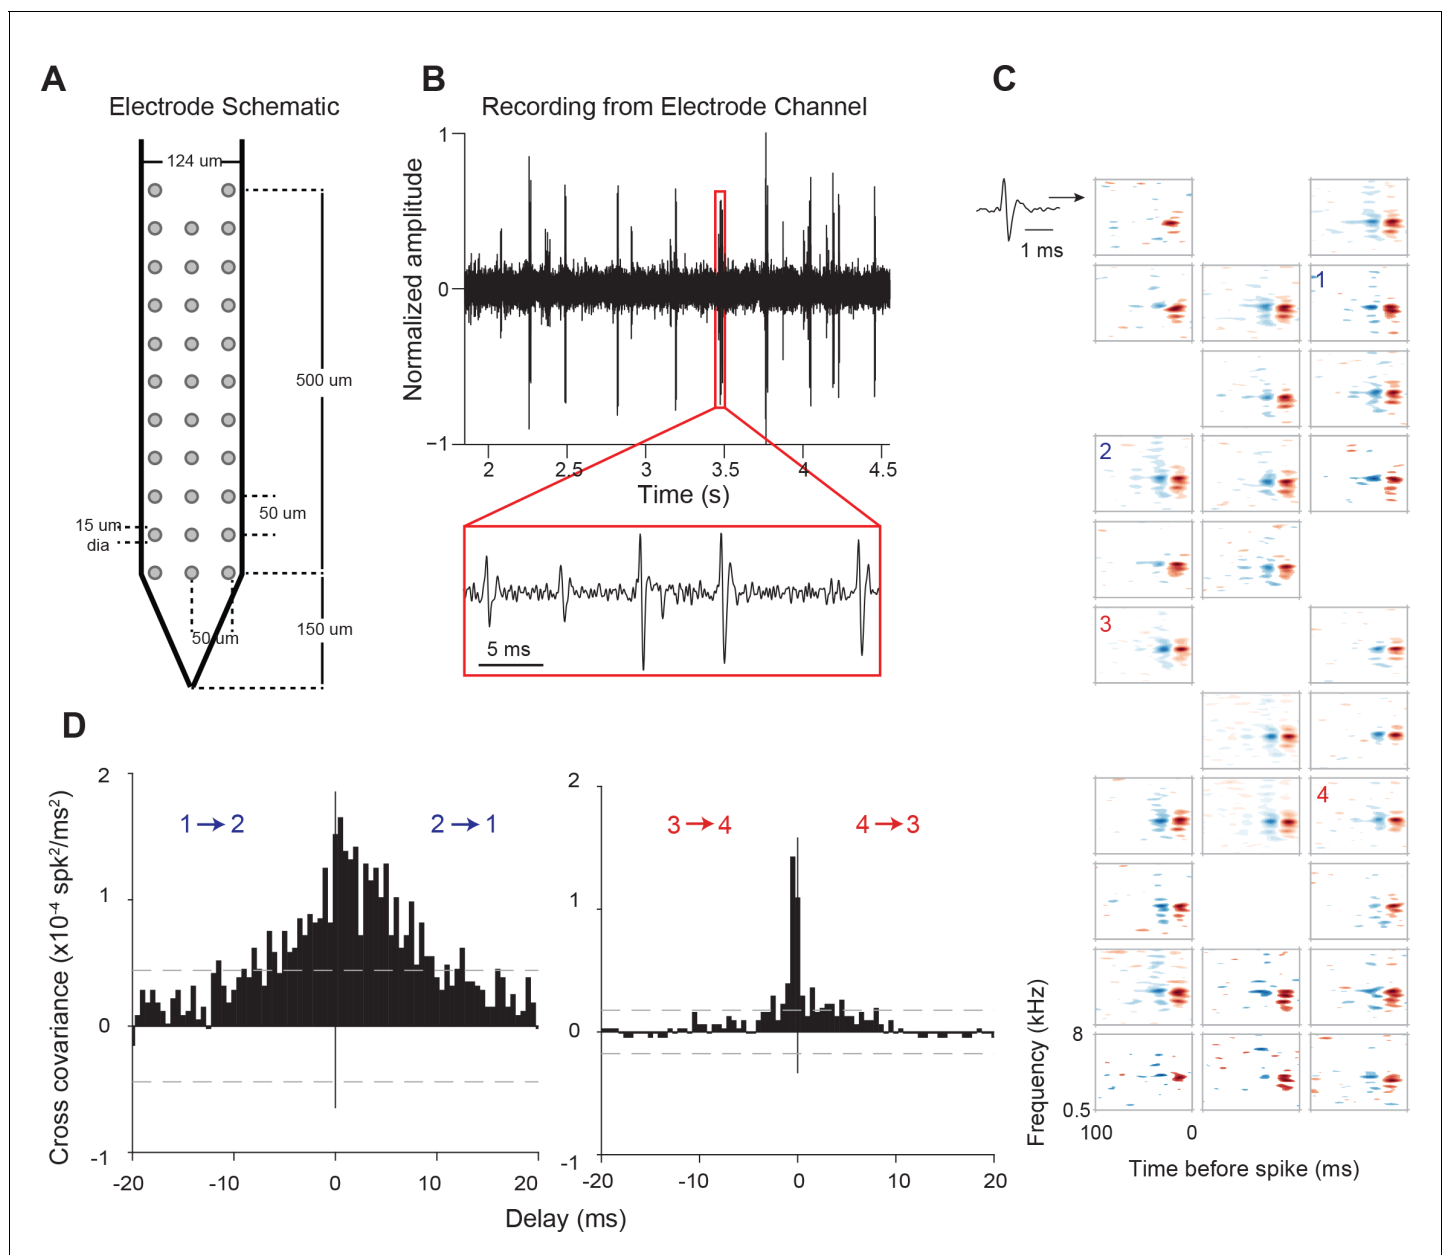 A
Electrode Schematic
124 um
500 um
50 um
15 um
dia
50 um
150 um
B
Recording from Electrode Channel
Normalized amplitude
1
0
−1
2
2.5
3
3.5
4
4.5
Time (s)
5 ms
C
1 ms
1
2
3
4
Frequency (kHz)
8
0.5
100
0
Time before spike (ms)
D
Cross covariance (x10-4 spk2/ms2)
2
1
0
-1
1→2
2→1
-20
-10
0
10
20
2
1
0
-1
3→4
4→3
-20
-10
0
10
20
Delay (ms)